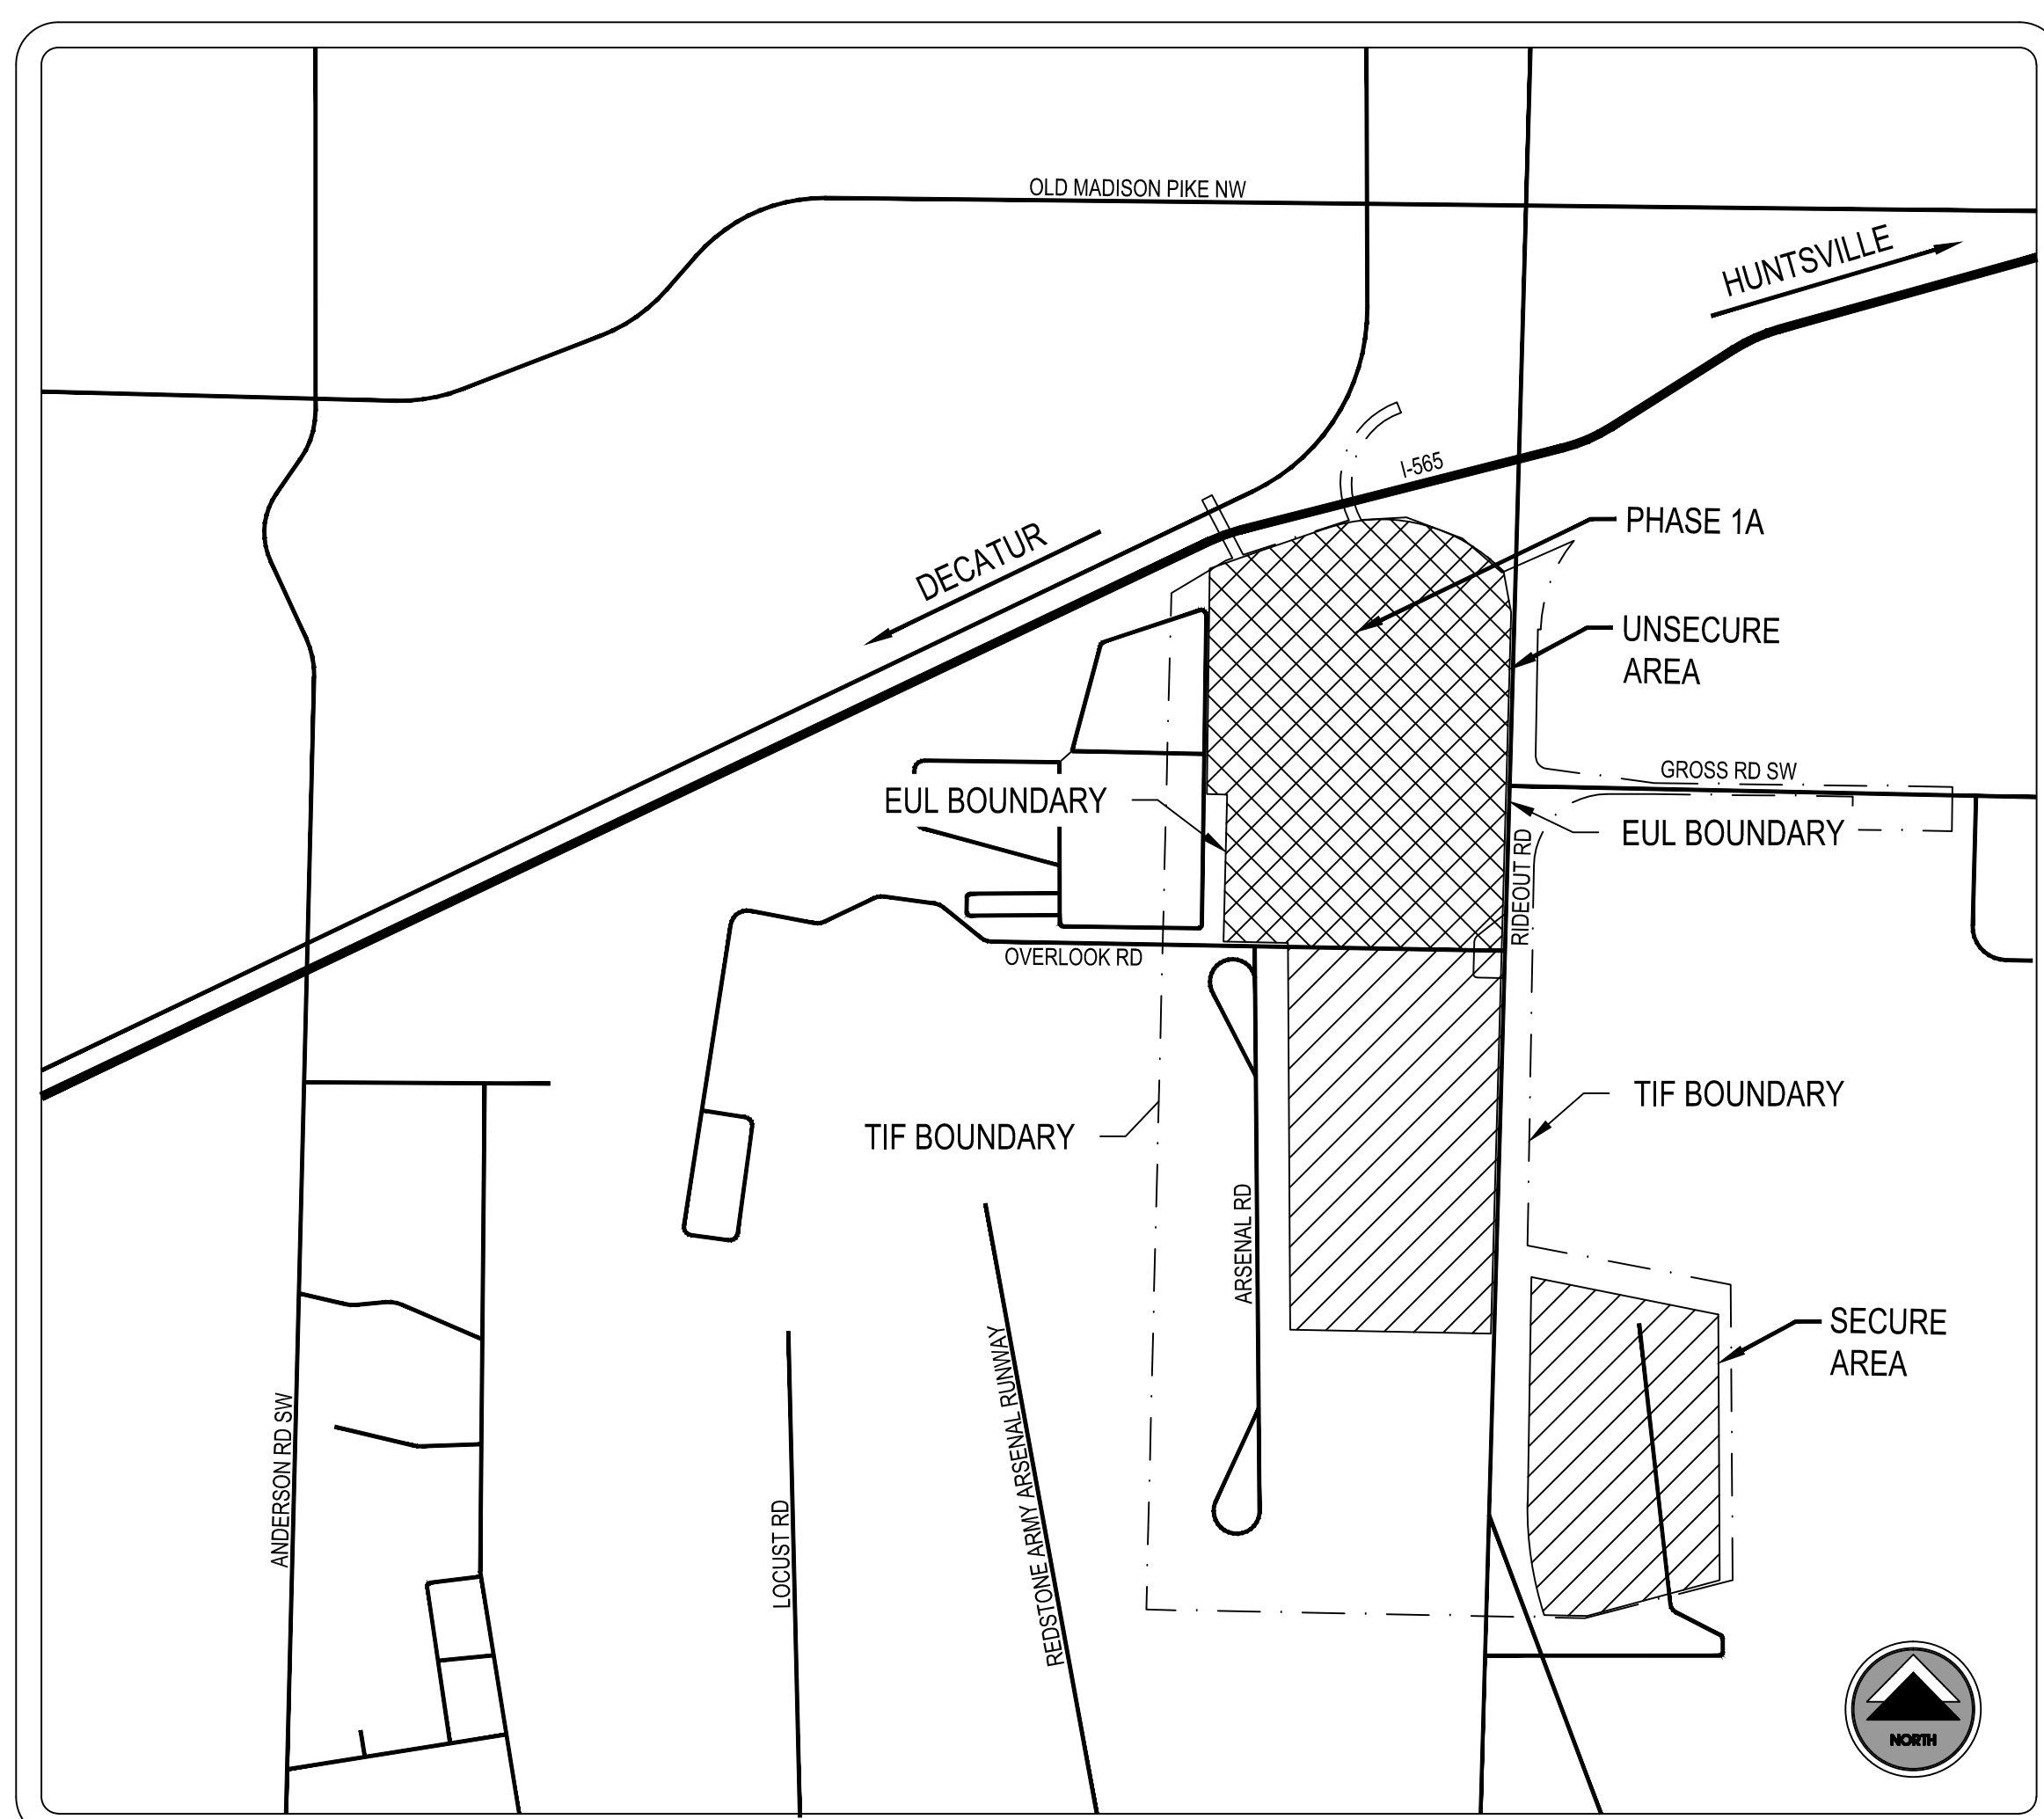 OLD MADISON PIKE NW
HUNTSVILLE
I-565
PHASE 1A
DECATUR
UNSECURE
AREA
GROSS RD SW
EUL BOUNDARY
EUL BOUNDARY
RIDEOUT RD
OVERLOOK RD
TIF BOUNDARY
TIF BOUNDARY
ARSENAL RD
SECURE
AREA
REDSTONE ARMY ARSENAL RUNWAY
ANDERSON RD SW
LOCUST RD
NORTH